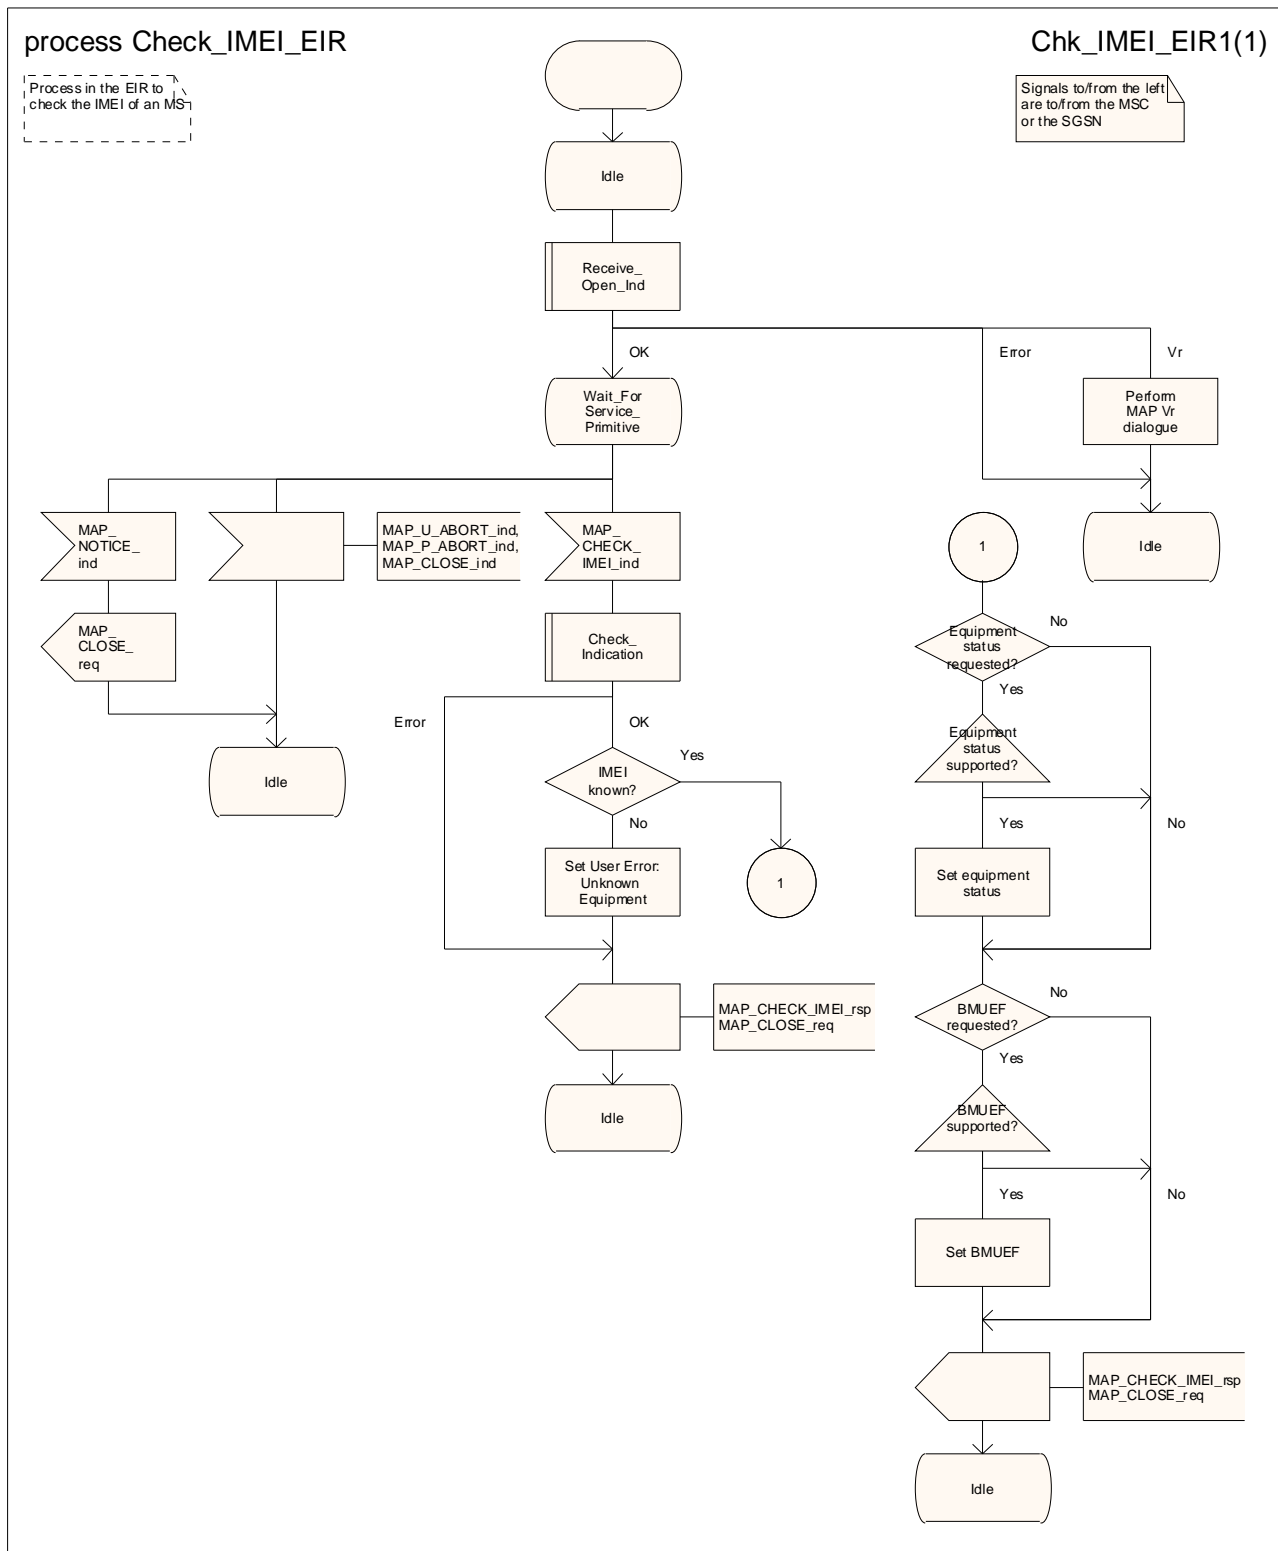 process Check_IMEI_EIR
Chk_IMEI_EIR1(1)
Process in the EIR to
check the IMEI of an MS
Signals to/from the left
are to/from the MSC
or the SGSN
Idle
Receive_
Open_Ind
OK
Error
Vr
Wait_For
Service_
Primitive
Perform
MAP Vr
dialogue
MAP_
NOTICE_
ind
MAP_U_ABORT_ind,
MAP_P_ABORT_ind,
MAP_CLOSE_ind
MAP_
CHECK_
IMEI_ind
1
Idle
MAP_
CLOSE_
req
Check_
Indication
Equipment
status
requested?
No
Yes
Error
OK
Equipment
status
supported?
Idle
IMEI
known?
Yes
No
Yes
No
Set User Error:
Unknown
Equipment
1
Set equipment
status
MAP_CHECK_IMEI_rsp
MAP_CLOSE_req
BMUEF
requested?
No
Yes
Idle
BMUEF
supported?
Yes
No
Set BMUEF
MAP_CHECK_IMEI_rsp
MAP_CLOSE_req
Idle